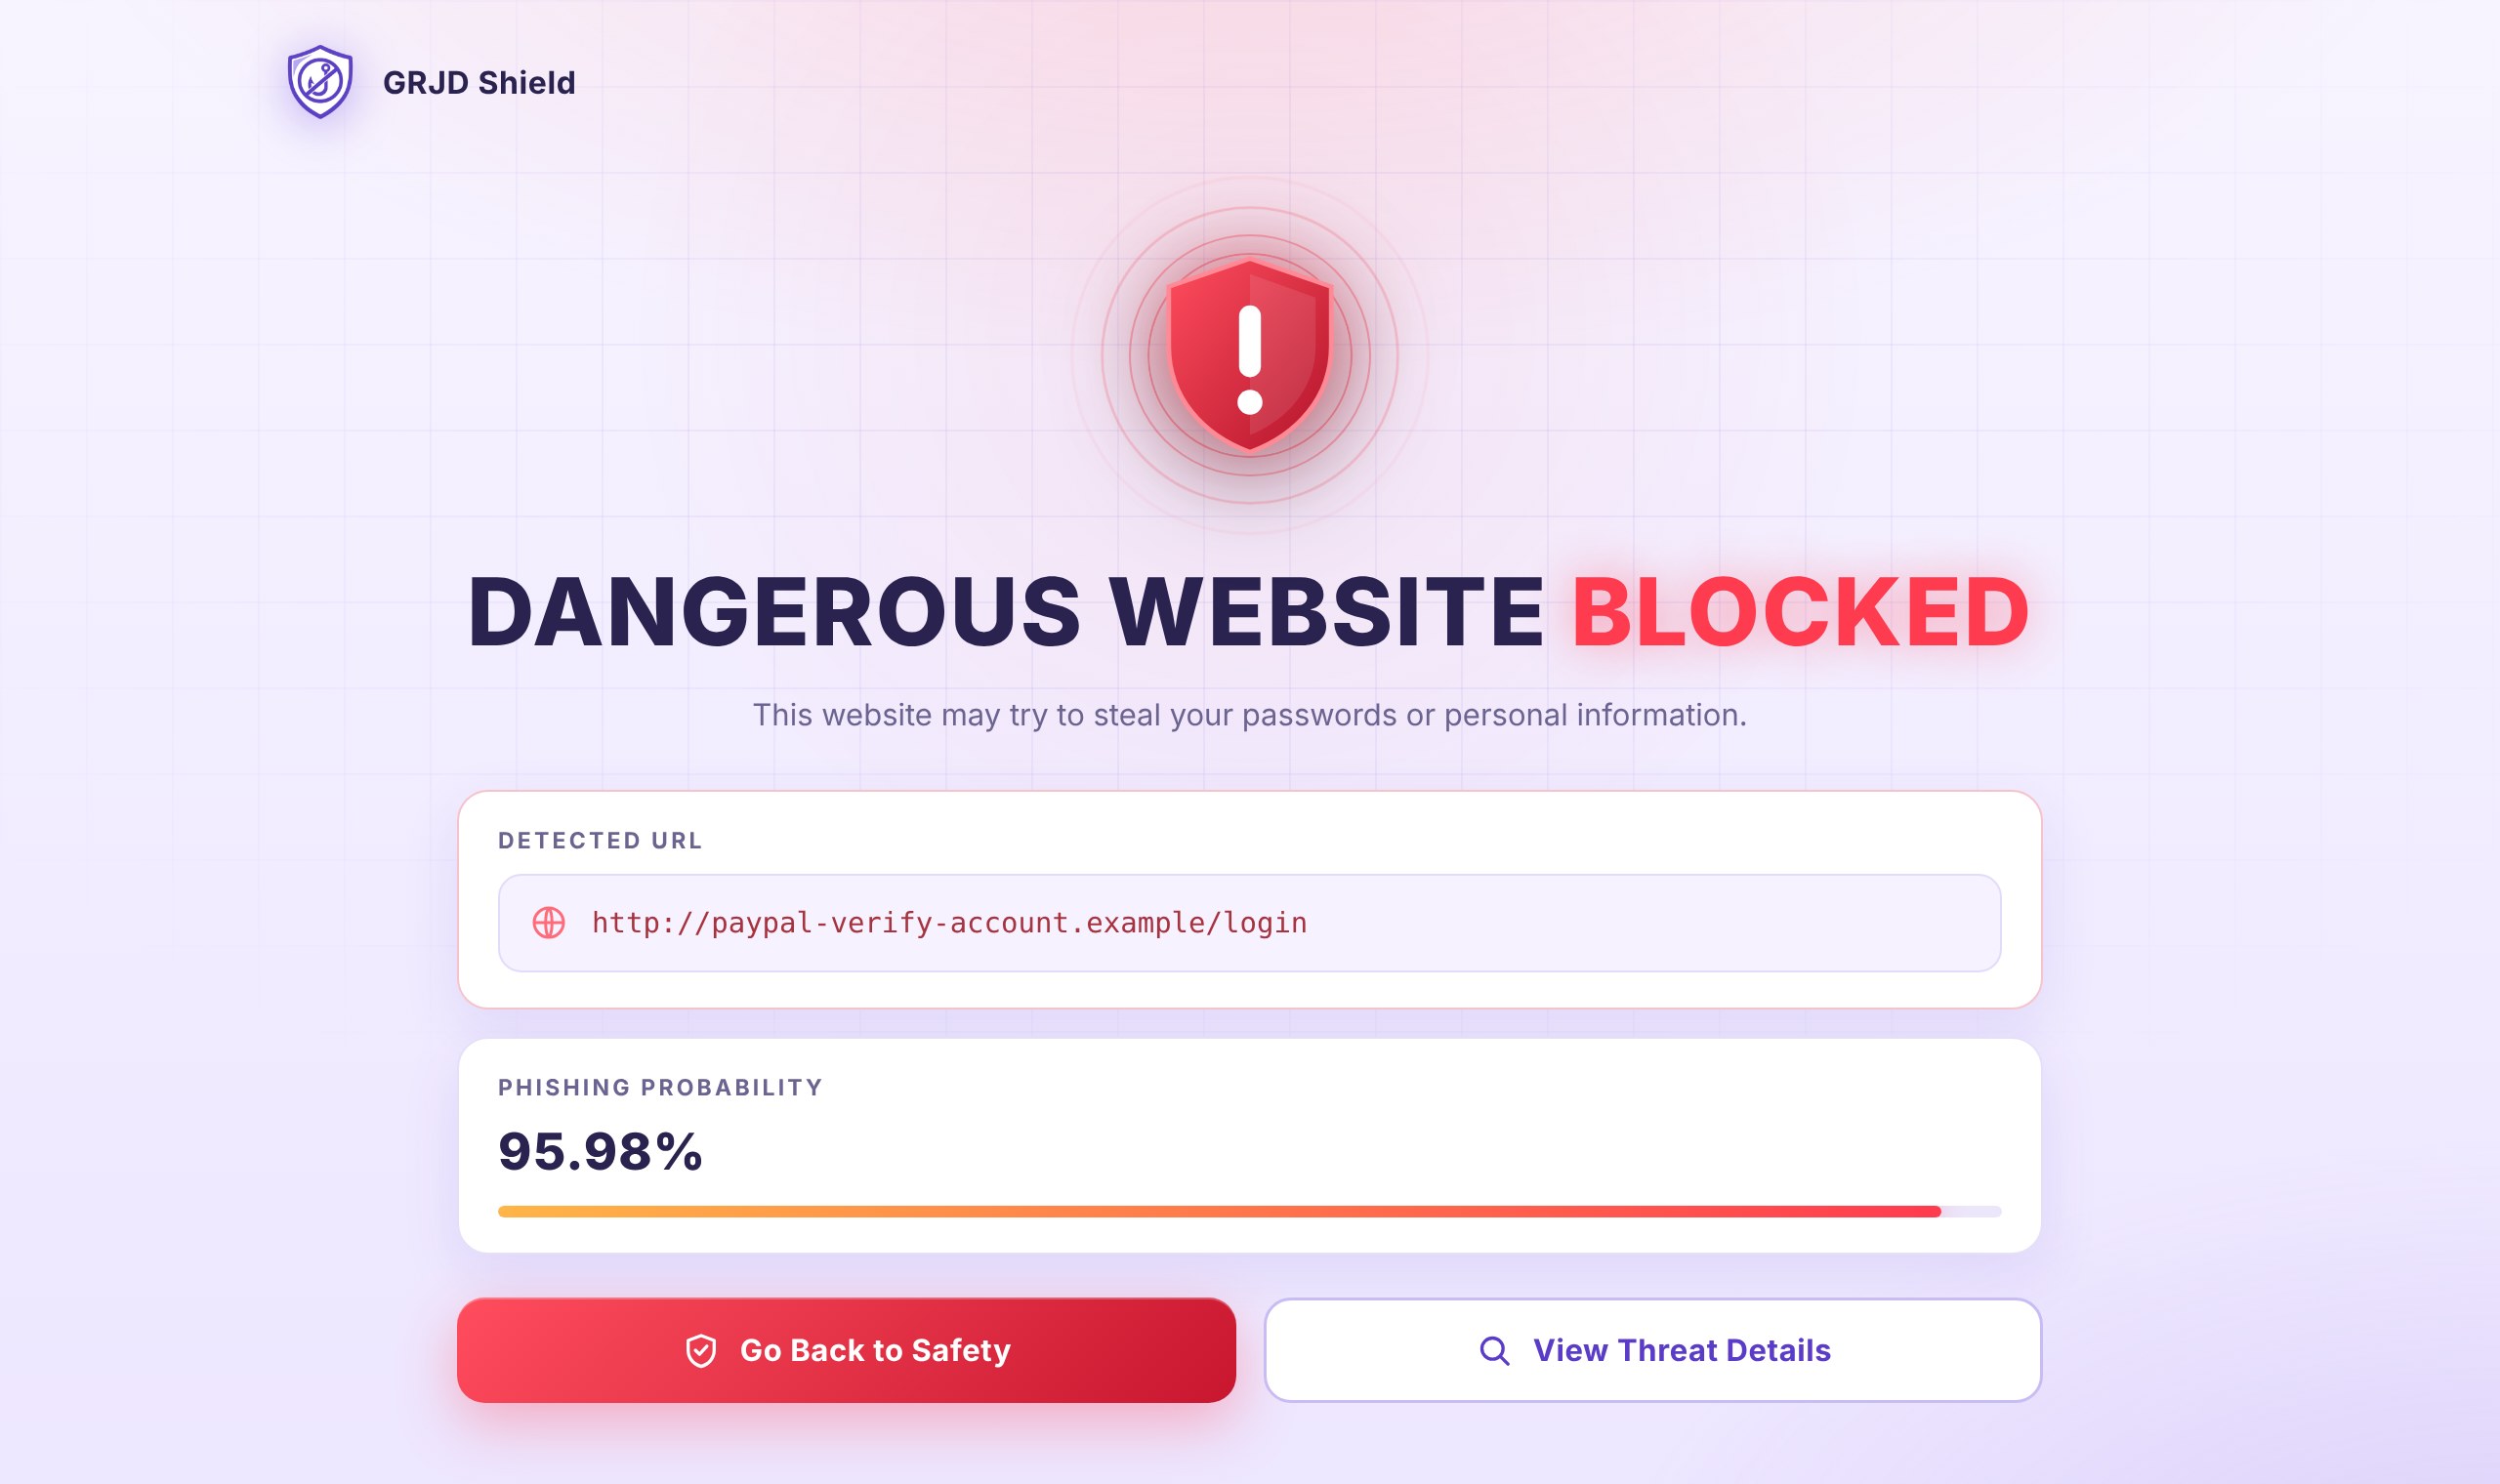 GRJD Shield
DANGEROUS WEBSITE BLOCKED
This website may try to steal your passwords or personal information.
DETECTED URL
http://paypal-verify-account.example/login
PHISHING PROBABILITY
95.98%
Go Back to Safety
View Threat Details